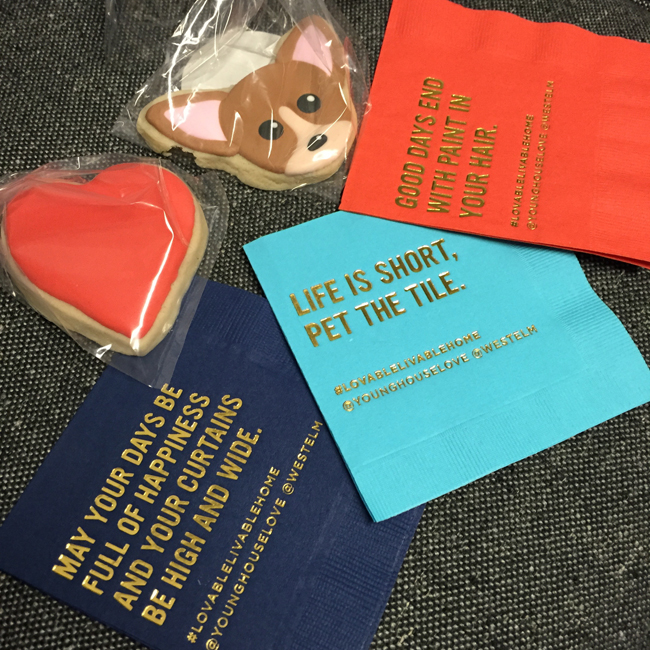 GOOD DAYS END
WITH PAINT IN
YOUR HAIR.
#LOVABLELIVABLEHOME
@YOUNGHOUSELOVE @WESTELM
LIFE IS SHORT,
PET THE TILE.
#LOVABLELIVABLEHOME
@YOUNGHOUSELOVE @WESTELM
MAY YOUR DAYS BE
FULL OF HAPPINESS
AND YOUR CURTAINS
BE HIGH AND WIDE.
#LOVABLELIVABLEHOME
@YOUNGHOUSELOVE @WESTELM